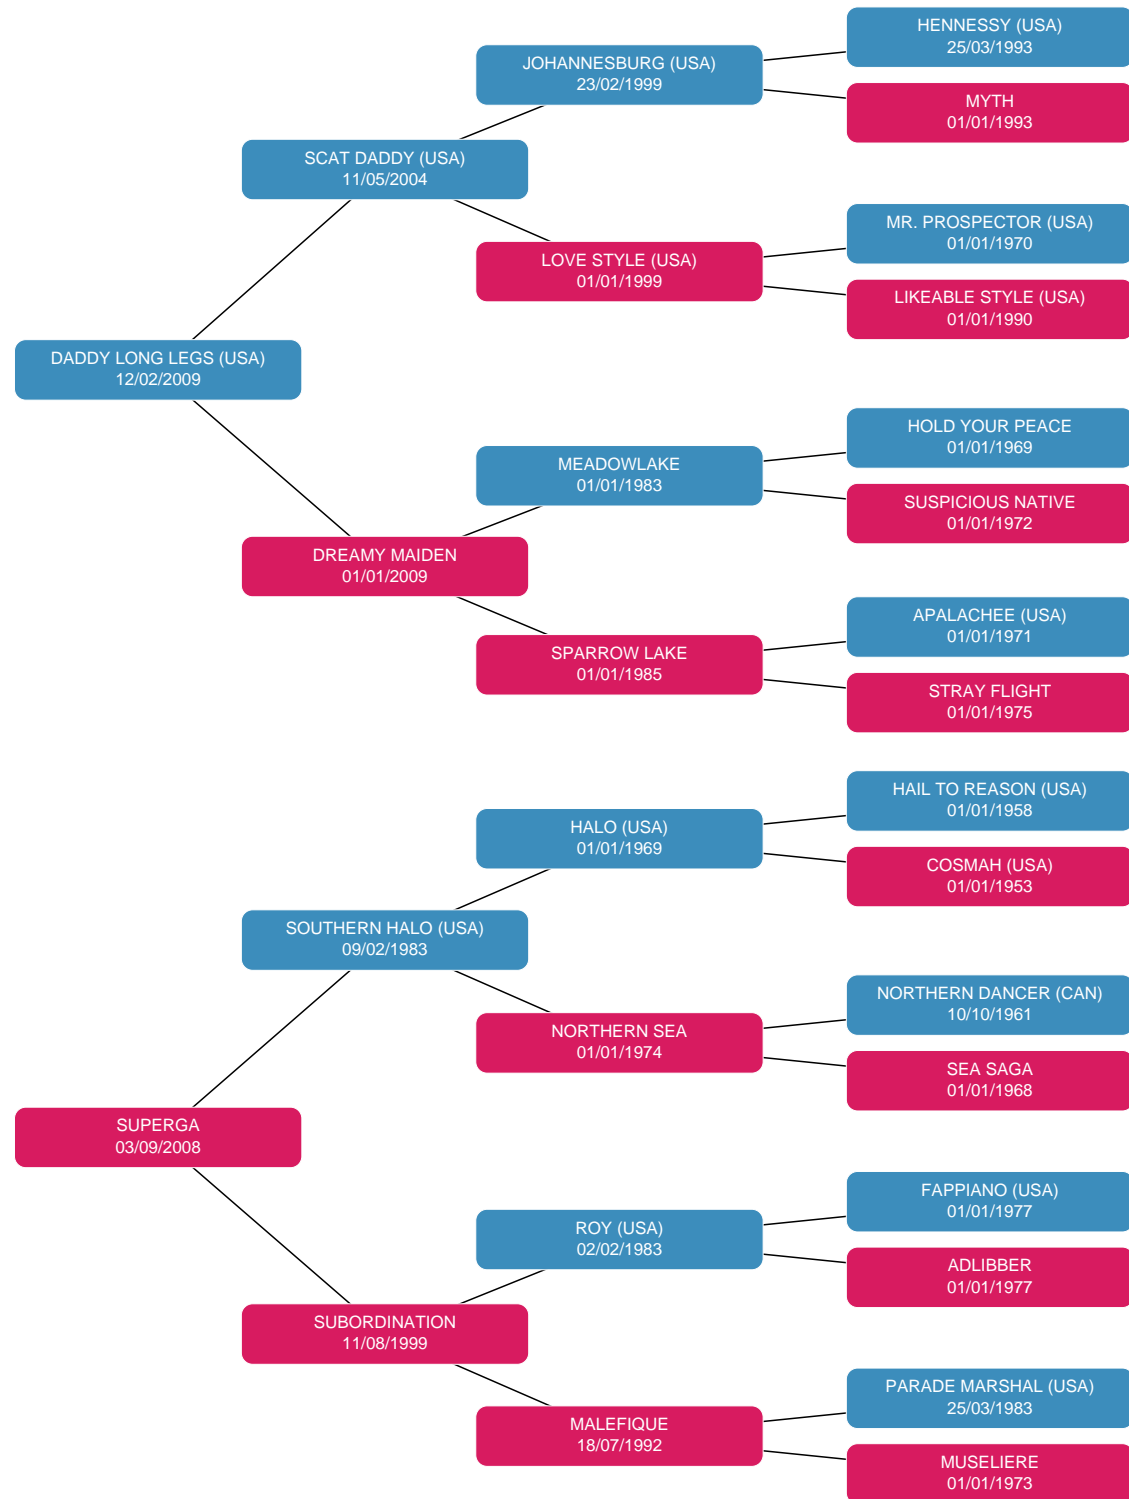 HENNESSY (USA)
25/03/1993
JOHANNESBURG (USA)
23/02/1999
MYTH
01/01/1993
SCAT DADDY (USA)
11/05/2004
MR. PROSPECTOR (USA)
01/01/1970
LOVE STYLE (USA)
01/01/1999
LIKEABLE STYLE (USA)
01/01/1990
DADDY LONG LEGS (USA)
12/02/2009
HOLD YOUR PEACE
01/01/1969
MEADOWLAKE
01/01/1983
SUSPICIOUS NATIVE
01/01/1972
DREAMY MAIDEN
01/01/2009
APALACHEE (USA)
01/01/1971
SPARROW LAKE
01/01/1985
STRAY FLIGHT
01/01/1975
HAIL TO REASON (USA)
01/01/1958
HALO (USA)
01/01/1969
COSMAH (USA)
01/01/1953
SOUTHERN HALO (USA)
09/02/1983
NORTHERN DANCER (CAN)
10/10/1961
NORTHERN SEA
01/01/1974
SEA SAGA
01/01/1968
SUPERGA
03/09/2008
FAPPIANO (USA)
01/01/1977
ROY (USA)
02/02/1983
ADLIBBER
01/01/1977
SUBORDINATION
11/08/1999
PARADE MARSHAL (USA)
25/03/1983
MALEFIQUE
18/07/1992
MUSELIERE
01/01/1973